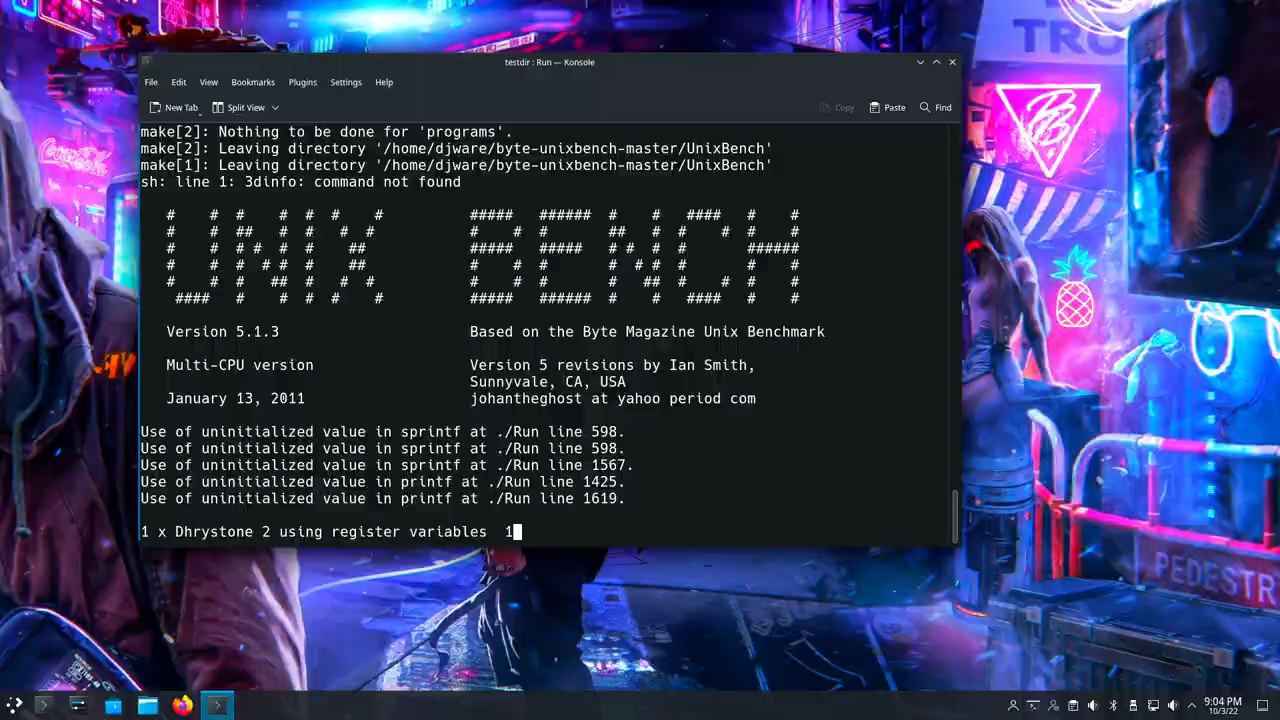 TRO
testdir : Run — Konsole
File Edit View Bookmarks Plugins Settings Help
New Tab Split View Copy Paste Find
make[2]: Nothing to be done for 'programs'.
make[2]: Leaving directory '/home/djware/byte-unixbench-master/UnixBench'
make[1]: Leaving directory '/home/djware/byte-unixbench-master/UnixBench'
sh: line 1: 3dinfo: command not found
UNIX BENCH
Version 5.1.3 Based on the Byte Magazine Unix Benchmark
Multi-CPU version Version 5 revisions by Ian Smith,
Sunnyvale, CA, USA
January 13, 2011 johantheghost at yahoo period com
Use of uninitialized value in sprintf at ./Run line 598.
Use of uninitialized value in sprintf at ./Run line 598.
Use of uninitialized value in sprintf at ./Run line 1567.
Use of uninitialized value in printf at ./Run line 1425.
Use of uninitialized value in printf at ./Run line 1619.
1 x Dhrystone 2 using register variables 1
Coca-Cola
PEDESTR
9:04 PM
10/3/22